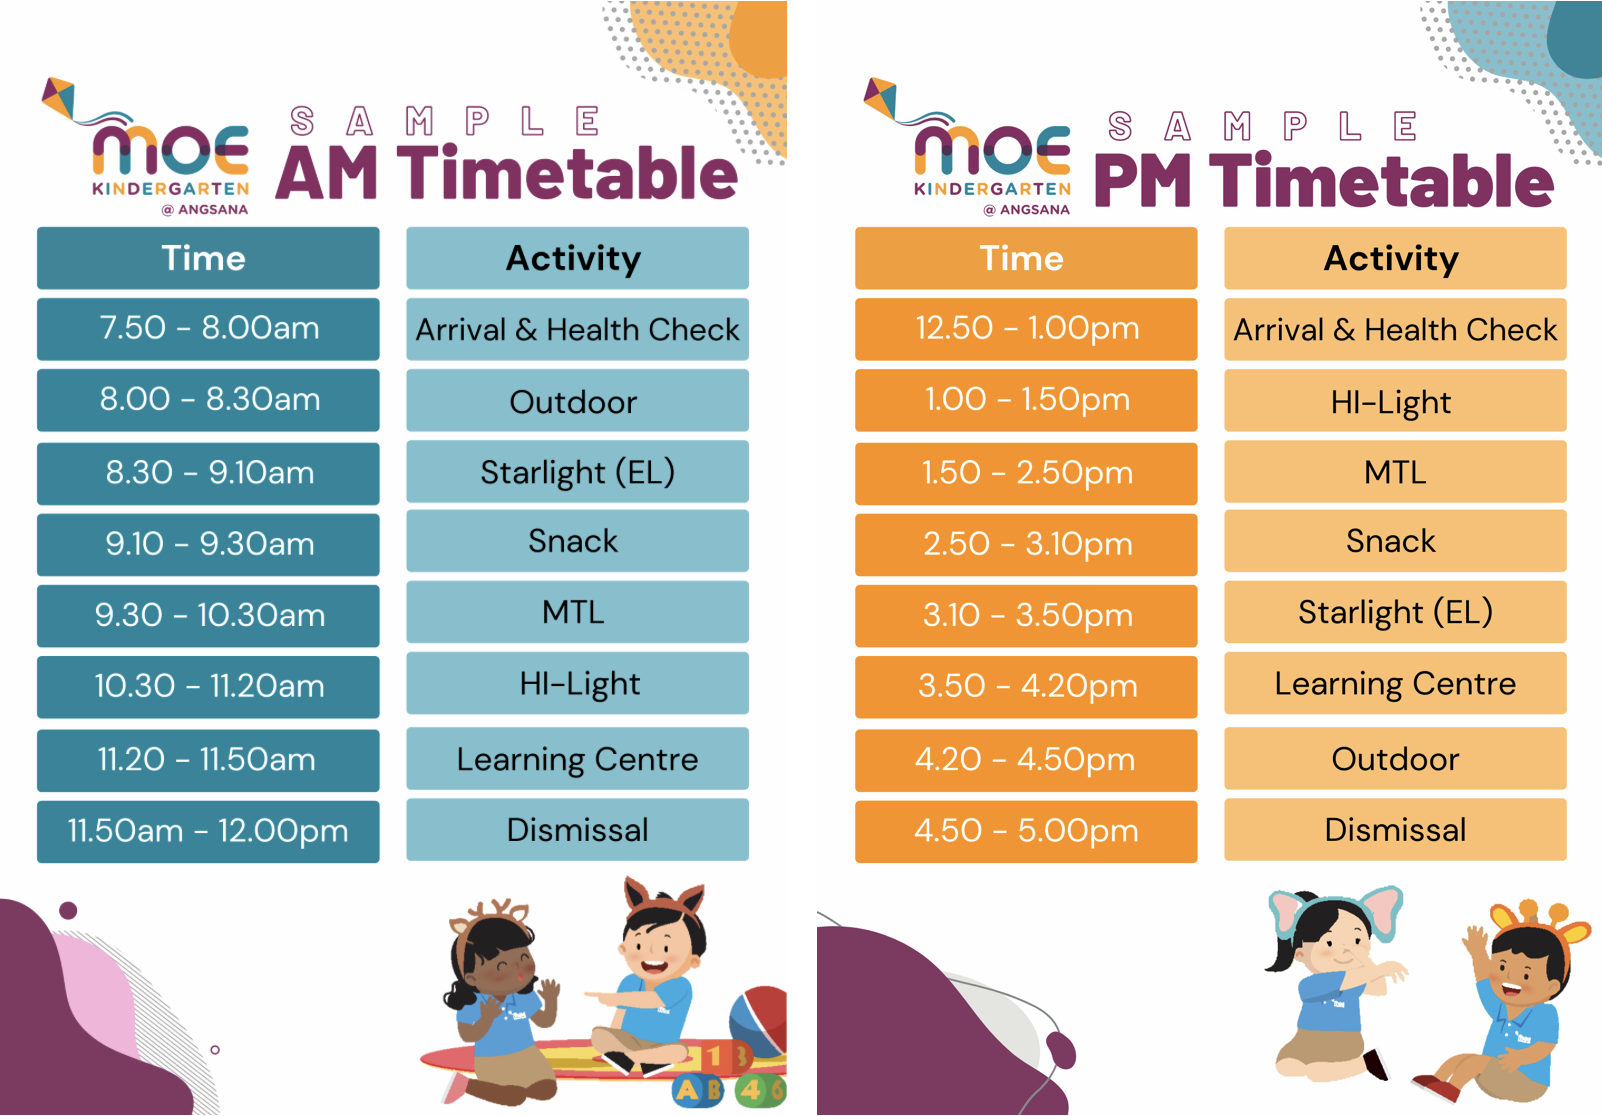 MOE
KINDERGARTEN
@ ANGSANA
SAMPLE
AM Timetable
Time Activity
7.50 - 8.00am Arrival & Health Check
8.00 - 8.30am Outdoor
8.30 - 9.10am Starlight (EL)
9.10 - 9.30am Snack
9.30 - 10.30am MTL
10.30 - 11.20am HI-Light
11.20 - 11.50am Learning Centre
11.50am - 12.00pm Dismissal
1 3
A B 4 6
MOE
KINDERGARTEN
@ ANGSANA
SAMPLE
PM Timetable
Time Activity
12.50 - 1.00pm Arrival & Health Check
1.00 - 1.50pm HI-Light
1.50 - 2.50pm MTL
2.50 - 3.10pm Snack
3.10 - 3.50pm Starlight (EL)
3.50 - 4.20pm Learning Centre
4.20 - 4.50pm Outdoor
4.50 - 5.00pm Dismissal